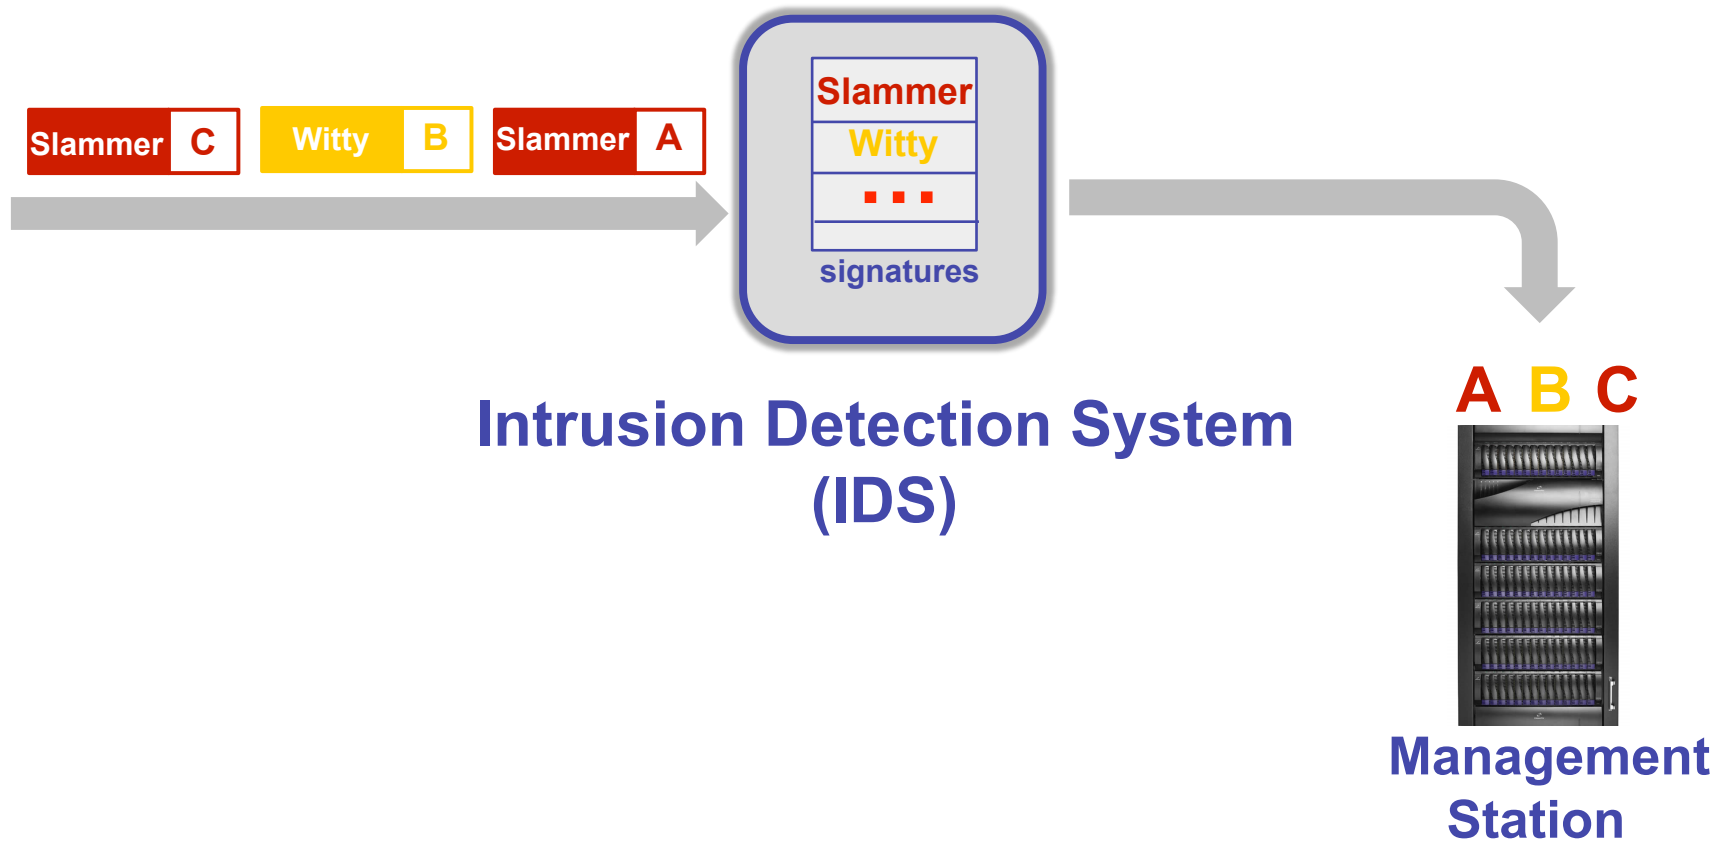 Slammer C Witty B Slammer A
Slammer
Witty
...
signatures
Intrusion Detection System
(IDS)
A B C
Management
Station